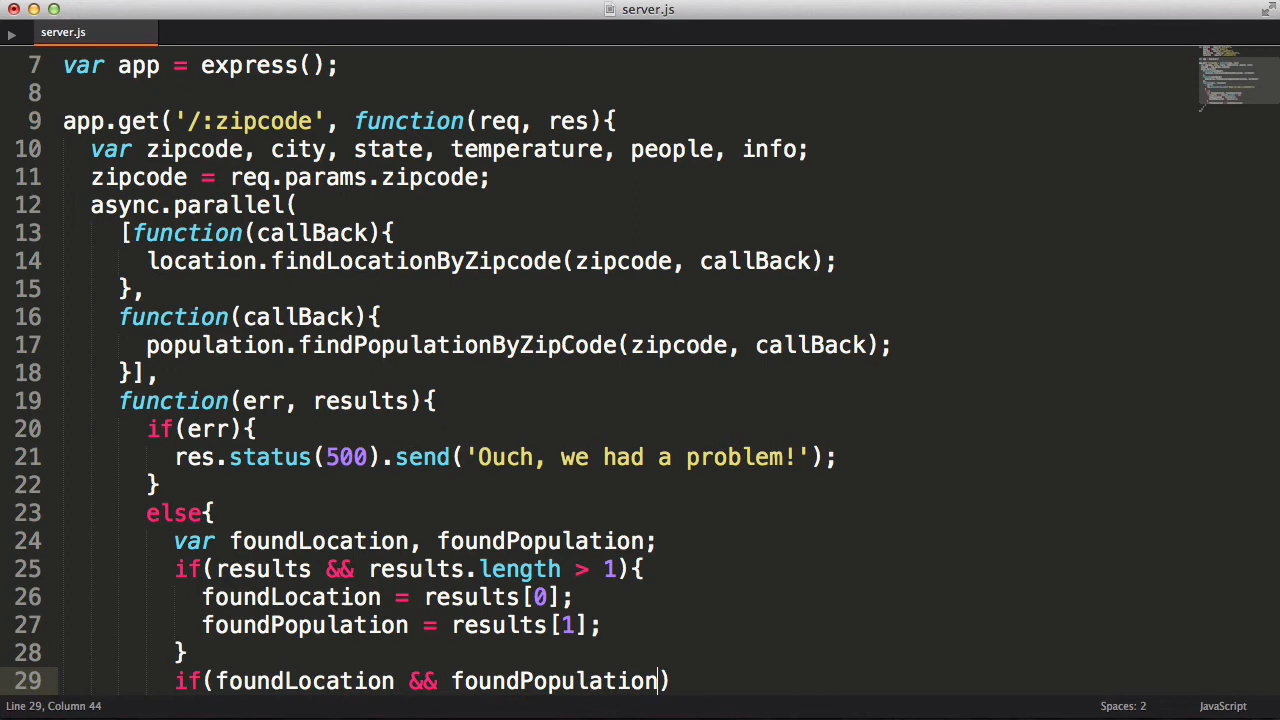 server.js
server.js
7 var app = express();
8
9 app.get('/:zipcode', function(req, res){
10 var zipcode, city, state, temperature, people, info;
11 zipcode = req.params.zipcode;
12 async.parallel(
13 [function(callBack){
14 location.findLocationByZipcode(zipcode, callBack);
15 },
16 function(callBack){
17 population.findPopulationByZipCode(zipcode, callBack);
18 }],
19 function(err, results){
20 if(err){
21 res.status(500).send('Ouch, we had a problem!');
22 }
23 else{
24 var foundLocation, foundPopulation;
25 if(results && results.length > 1){
26 foundLocation = results[0];
27 foundPopulation = results[1];
28 }
29 if(foundLocation && foundPopulation)
Line 29, Column 44 Spaces: 2 JavaScript